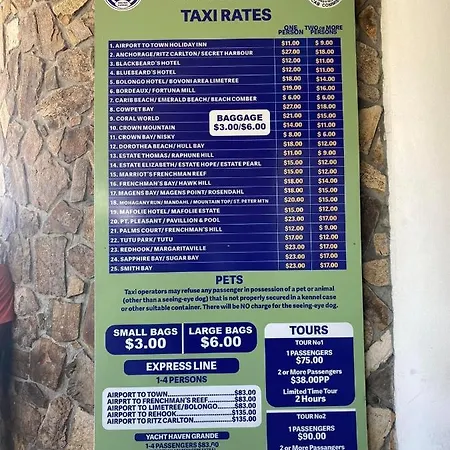 TAXI RATES
ONE PERSON TWO or MORE PERSONS
1. AIRPORT TO TOWN HOLIDAY INN $11.00 $ 9.00
2. ANCHORAGE/RITZ CARLTON / SECRET HARBOUR $27.00 $18.00
3. BLACKBEARD'S HOTEL $12.00 $11.00
4. BLUEBEARD'S HOTEL $12.00 $11.00
5. BOLONGO HOTEL / BOVONI AREA LIMETREE $18.00 $14.00
6. BORDEAUX / FORTUNA MILL $19.00 $16.00
7. CARIB BEACH / EMERALD BEACH / BEACH COMBER $ 6.00 $ 6.00
8. COWPET BAY $27.00 $18.00
9. CORAL WORLD $21.00 $15.00
10. CROWN MOUNTAIN $14.00 $11.00
11. CROWN BAY / NISKY $ 8.00 $ 6.00
BAGGAGE
$3.00/$6.00
12. DOROTHEA BEACH / HULL BAY $18.00 $12.00
13. ESTATE THOMAS / RAPHUNE HILL $11.00 $ 9.00
14. ESTATE ELIZABETH / ESTATE HOPE / ESTATE PEARL $15.00 $12.00
15. MARRIOT'S FRENCHMAN REEF $15.00 $12.00
16. FRENCHMAN'S BAY / HAWK HILL $18.00 $14.00
17. MAGENS BAY / MAGENS POINT / ROSENDAHL $18.00 $15.00
18. MOHAGANY RUN / MANDAHL / MOUNTAIN TOP / ST. PETER MTN $20.00 $15.00
19. MAFOLIE HOTEL / MAFOLIE ESTATE $15.00 $12.00
20. PT. PLEASANT / PAVILLION & POOL $23.00 $17.00
21. PALMS COURT / FRENCHMAN'S HILL $12.00 $ 9.00
22. TUTU PARK / TUTU $17.00 $12.00
23. REDHOOK / MARGARITAVILLE $23.00 $17.00
24. SAPPHIRE BAY / SUGAR BAY $23.00 $17.00
25. SMITH BAY $23.00 $17.00
PETS
Taxi operators may refuse any passenger in possession of a pet or animal
(other than a seeing-eye dog) that is not properly secured in a kennel case
or other suitable container. There will be NO charge for the seeing-eye dog.
SMALL BAGS
$3.00
LARGE BAGS
$6.00
EXPRESS LINE
1-4 PERSONS
AIRPORT TO TOWN...$83.00
AIRPRT TO FRENCHMAN'S REEF...$83.00
AIRPORT TO LIMETREE/BOLONGO...$83.00
AIRPORT TO REHOOK...$135.00
AIRPORT TO RITZ CARLTON...$135.00
YACHT HAVEN GRANDE
1-4 PASSENGERS $83.00
TOURS
TOUR No1
1 PASSENGERS
$75.00
2 or More Passengers
$38.00PP
Limited Time Tour
2 Hours
TOUR No2
1 PASSENGERS
$90.00
2 or More Passangers